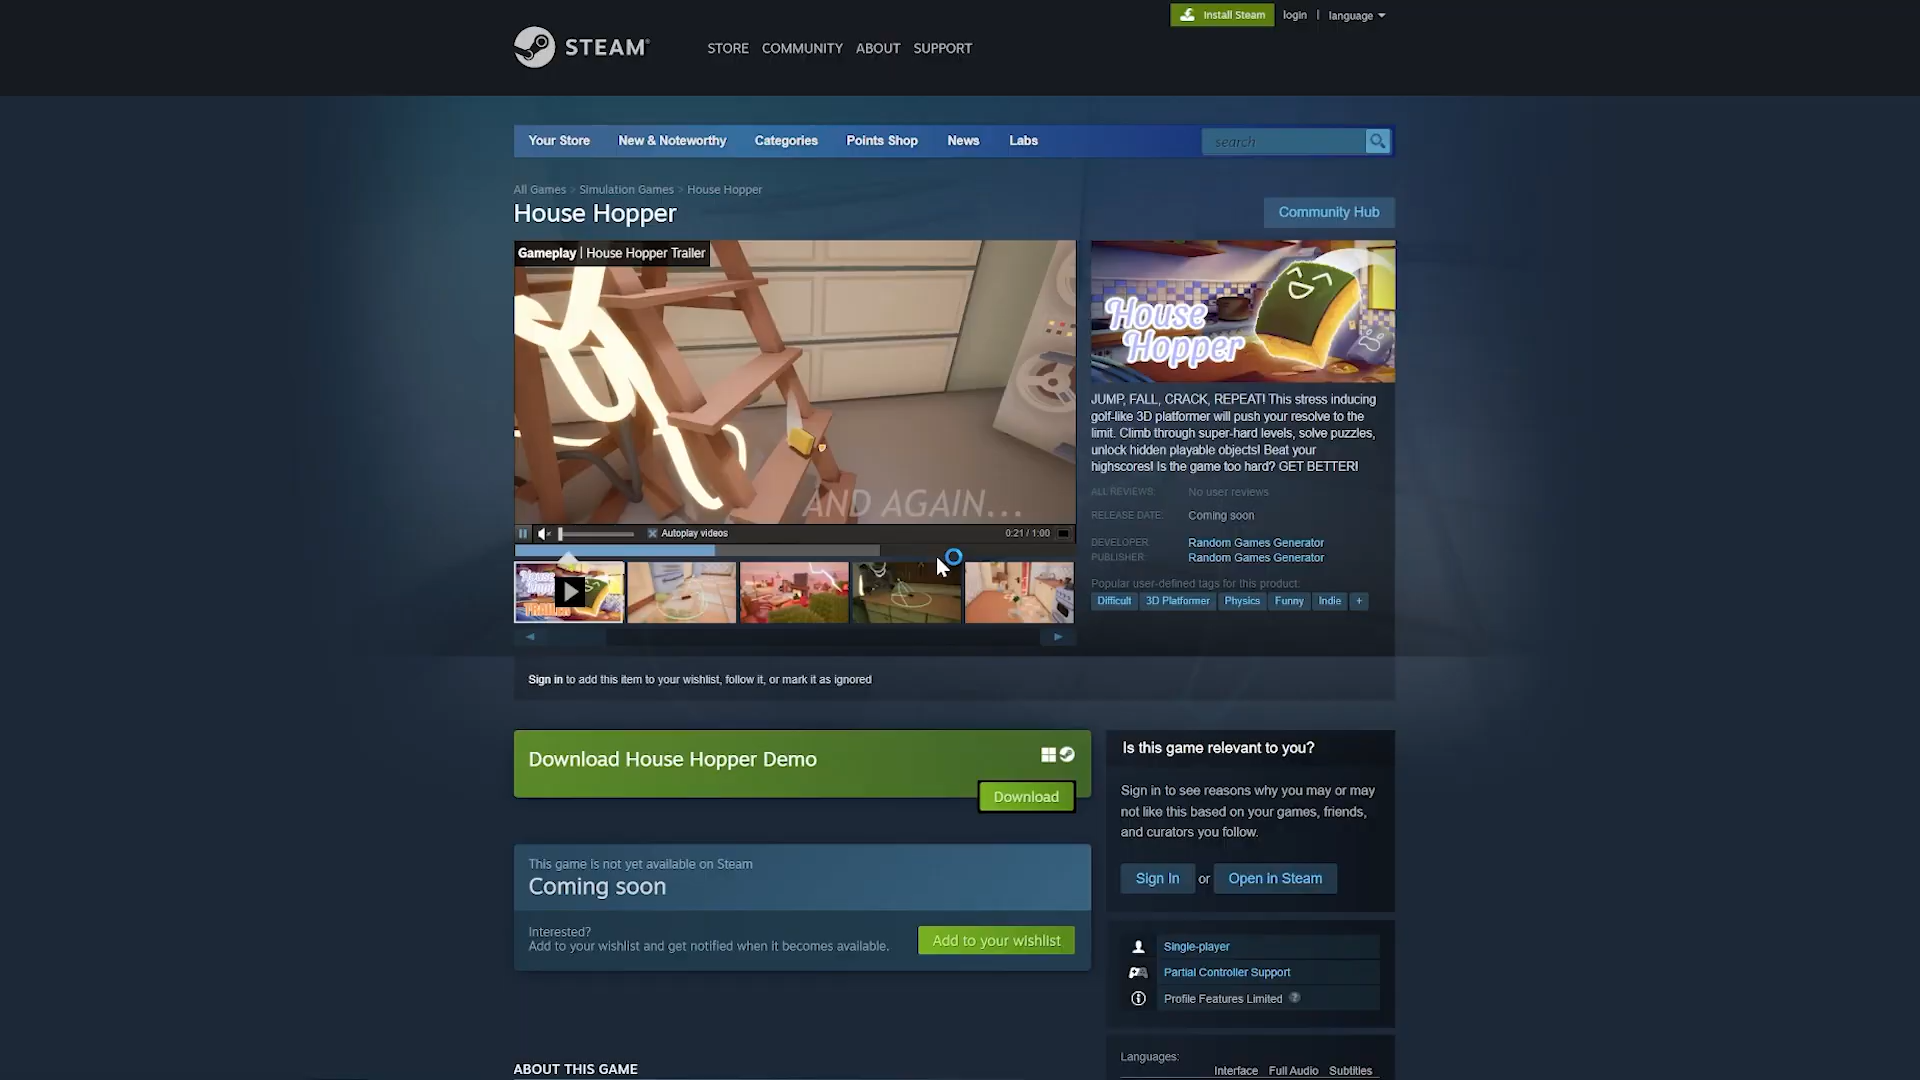 Install Steam
login
|
language
STEAM
STORE
COMMUNITY
ABOUT
SUPPORT
Your Store
New & Noteworthy
Categories
Points Shop
News
Labs
search
All Games > Simulation Games > House Hopper
House Hopper
Community Hub
Gameplay | House Hopper Trailer
AND AGAIN...
Autoplay videos
0:21 / 1:00
House
Hopper
JUMP, FALL, CRACK, REPEAT! This stress inducing
golf-like 3D platformer will push your resolve to the
limit. Climb through super-hard levels, solve puzzles,
unlock hidden playable objects! Beat your
highscores! Is the game too hard? GET BETTER!
ALL REVIEWS: No user reviews
RELEASE DATE: Coming soon
DEVELOPER: Random Games Generator
PUBLISHER: Random Games Generator
Popular user-defined tags for this product:
Difficult
3D Platformer
Physics
Funny
Indie
+
Sign in to add this item to your wishlist, follow it, or mark it as ignored
Download House Hopper Demo
Download
This game is not yet available on Steam
Coming soon
Interested?
Add to your wishlist and get notified when it becomes available.
Add to your wishlist
Is this game relevant to you?
Sign in to see reasons why you may or may
not like this based on your games, friends,
and curators you follow.
Sign In or Open in Steam
Single-player
Partial Controller Support
Profile Features Limited ?
Languages:
Interface Full Audio Subtitles
ABOUT THIS GAME